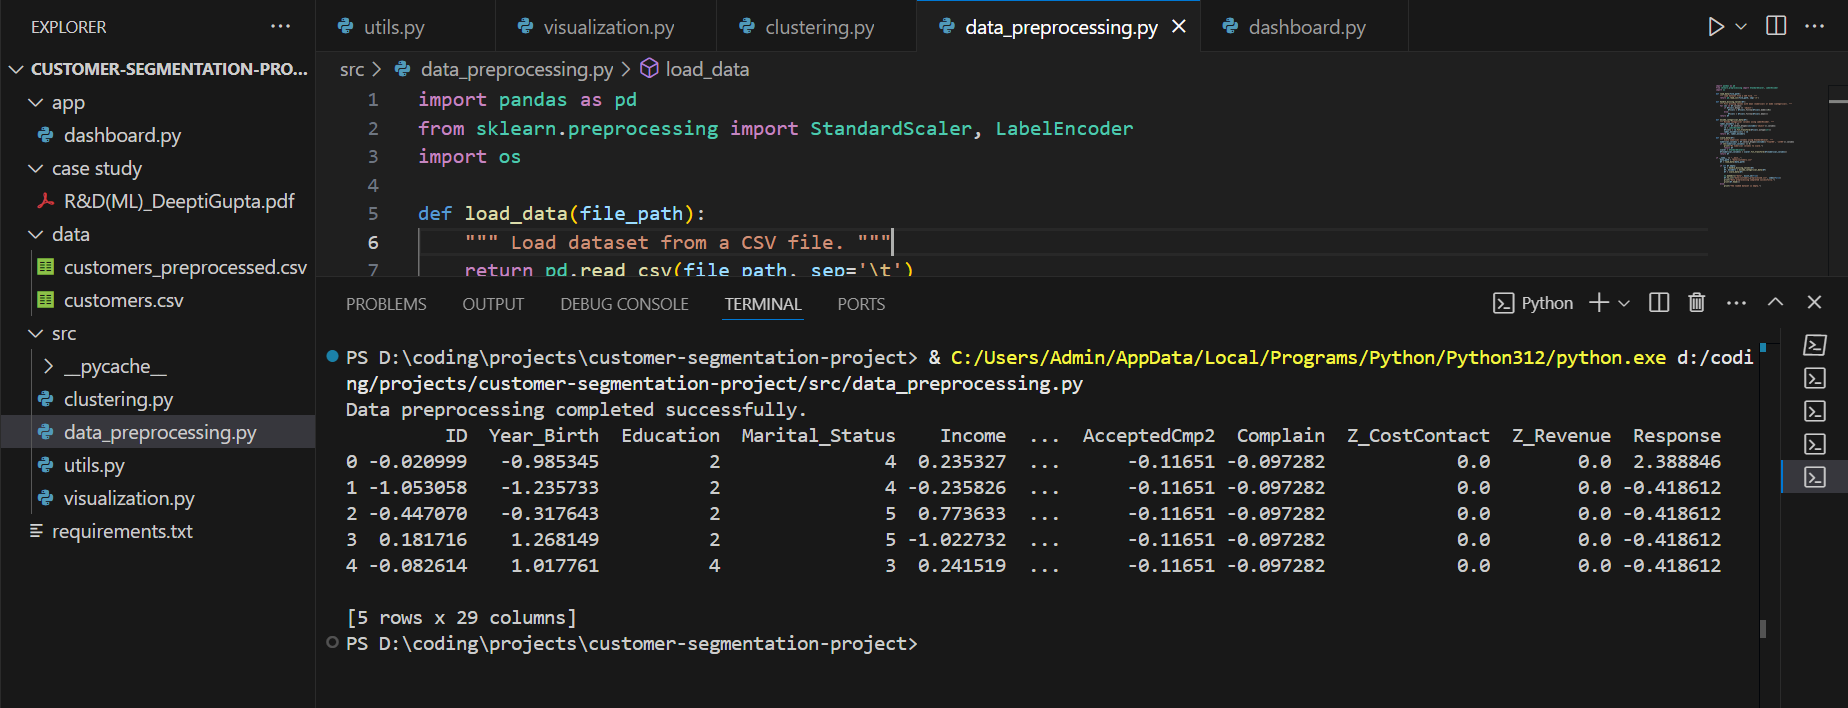 EXPLORER
CUSTOMER-SEGMENTATION-PRO...
app
dashboard.py
case study
R&D(ML)_DeeptiGupta.pdf
data
customers_preprocessed.csv
customers.csv
src
__pycache__
clustering.py
data_preprocessing.py
utils.py
visualization.py
requirements.txt
utils.py visualization.py clustering.py data_preprocessing.py dashboard.py
src > data_preprocessing.py > load_data
1 import pandas as pd
2 from sklearn.preprocessing import StandardScaler, LabelEncoder
3 import os
4
5 def load_data(file_path):
6 """ Load dataset from a CSV file. """
7 return pd.read_csv(file_path, sep='\t')
PROBLEMS OUTPUT DEBUG CONSOLE TERMINAL PORTS Python
PS D:\coding\projects\customer-segmentation-project> & C:/Users/Admin/AppData/Local/Programs/Python/Python312/python.exe d:/codi
ng/projects/customer-segmentation-project/src/data_preprocessing.py
Data preprocessing completed successfully.
ID Year_Birth Education Marital_Status Income ... AcceptedCmp2 Complain Z_CostContact Z_Revenue Response
0 -0.020999 -0.985345 2 4 0.235327 ... -0.11651 -0.097282 0.0 0.0 2.388846
1 -1.053058 -1.235733 2 4 -0.235826 ... -0.11651 -0.097282 0.0 0.0 -0.418612
2 -0.447070 -0.317643 2 5 0.773633 ... -0.11651 -0.097282 0.0 0.0 -0.418612
3 0.181716 1.268149 2 5 -1.022732 ... -0.11651 -0.097282 0.0 0.0 -0.418612
4 -0.082614 1.017761 4 3 0.241519 ... -0.11651 -0.097282 0.0 0.0 -0.418612
[5 rows x 29 columns]
PS D:\coding\projects\customer-segmentation-project>